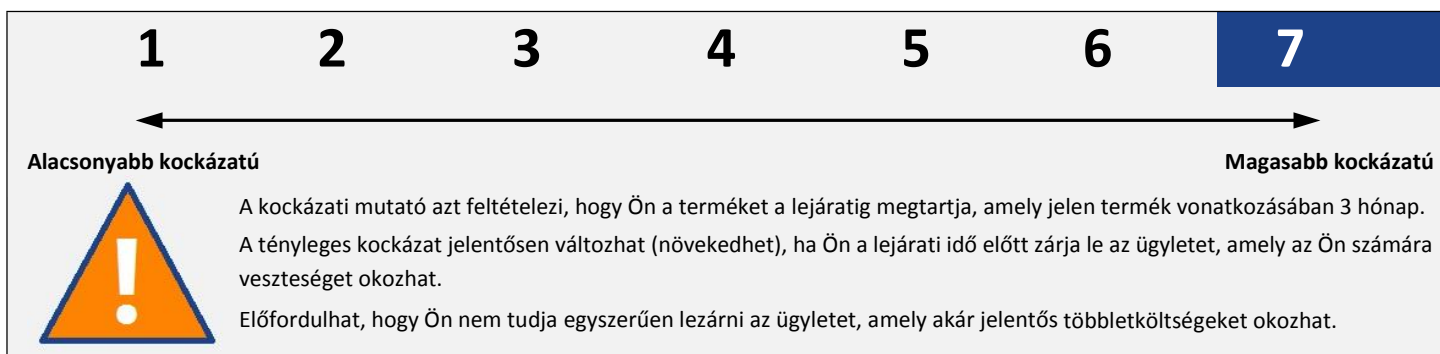 1 2 3 4 5 6 7
Alacsonyabb kockázatú Magasabb kockázatú
A kockázati mutató azt feltételezi, hogy Ön a terméket a lejáratig megtartja, amely jelen termék vonatkozásában 3 hónap.
A tényleges kockázat jelentősen változhat (növekedhet), ha Ön a lejárati idő előtt zárja le az ügyletet, amely az Ön számára
veszteséget okozhat.
Előfordulhat, hogy Ön nem tudja egyszerűen lezárni az ügyletet, amely akár jelentős többletköltségeket okozhat.